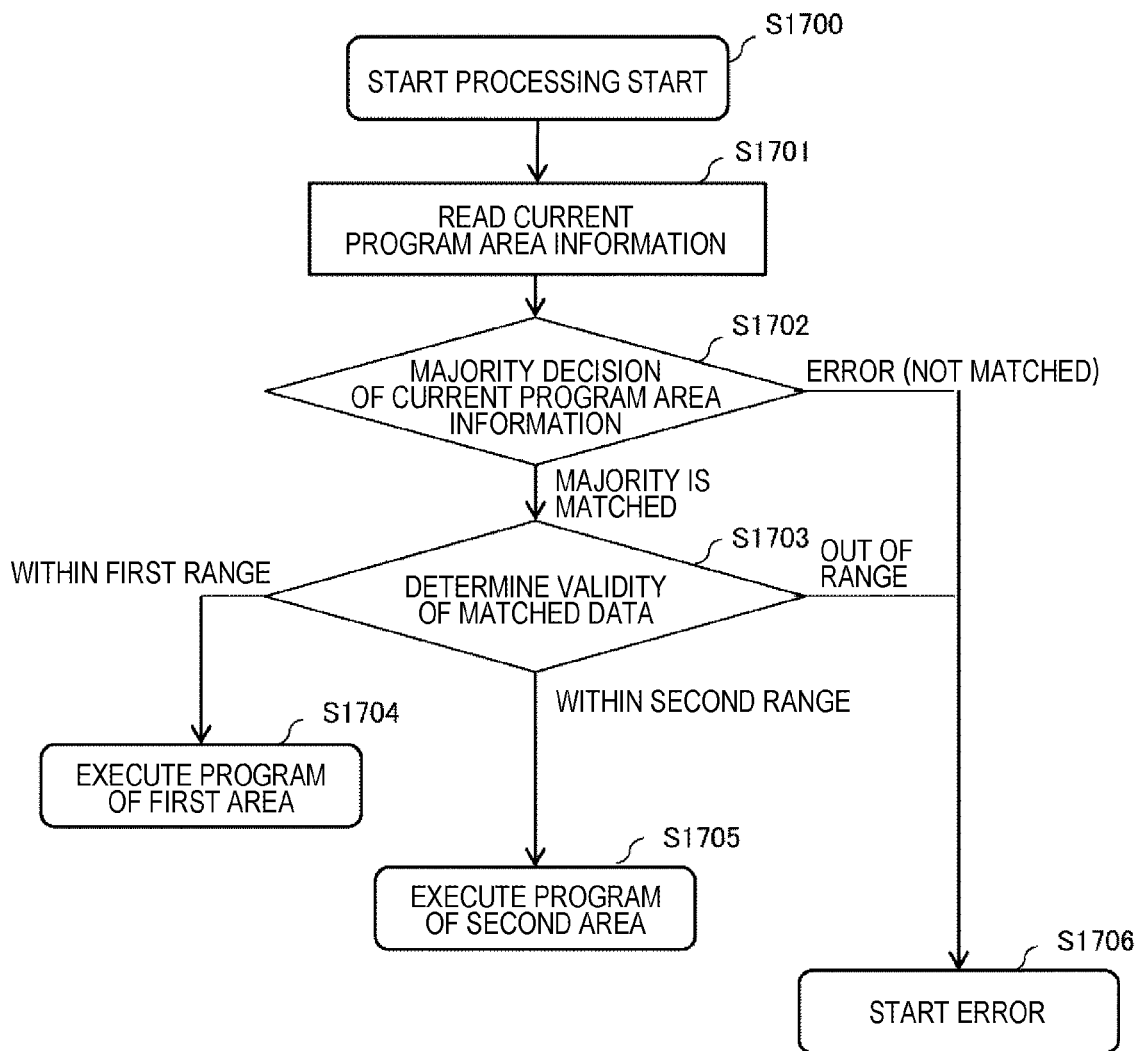 S1700
START PROCESSING START
S1701
READ CURRENT
PROGRAM AREA INFORMATION
S1702
MAJORITY DECISION
OF CURRENT PROGRAM AREA
INFORMATION
ERROR (NOT MATCHED)
MAJORITY IS
MATCHED
S1703
WITHIN FIRST RANGE
DETERMINE VALIDITY
OF MATCHED DATA
OUT OF
RANGE
WITHIN SECOND RANGE
S1704
EXECUTE PROGRAM
OF FIRST AREA
S1705
EXECUTE PROGRAM
OF SECOND AREA
S1706
START ERROR